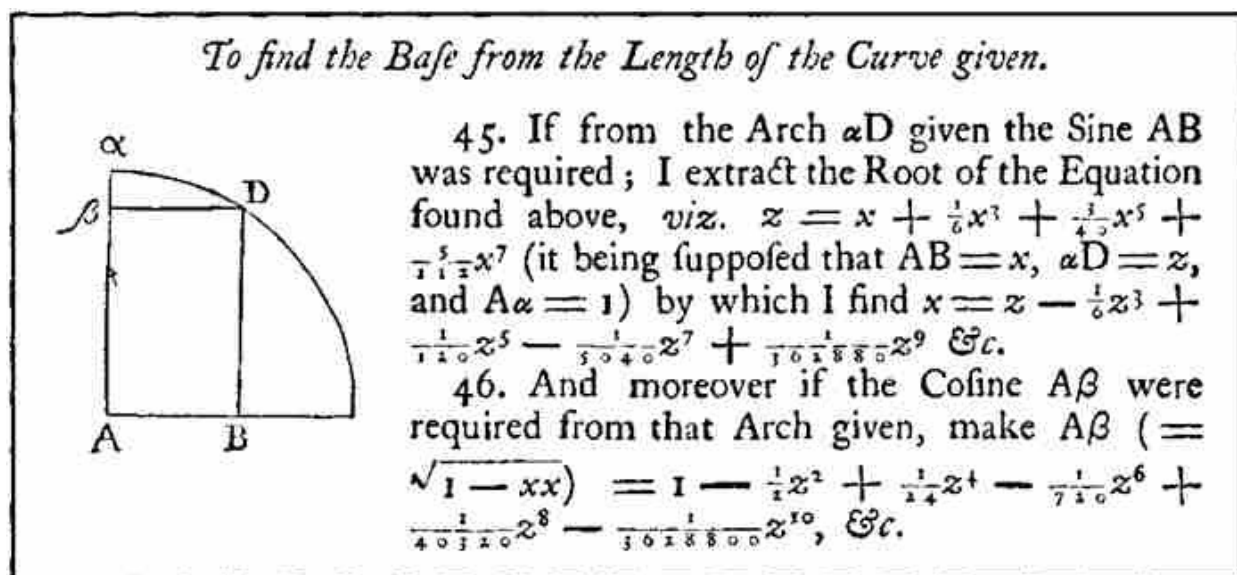 To find the Baſe from the Length of the Curve given.
α
β
D
A
B
45. If from the Arch αD given the Sine AB
was required; I extract the Root of the Equation
found above, viz. z = x + 1/6x³ + 3/40x⁵ +
5/112x⁷ (it being ſuppoſed that AB = x, αD = z,
and Aα = 1) by which I find x = z — 1/6z³ +
1/120z⁵ — 1/5040z⁷ + 1/362880z⁹ &c.
46. And moreover if the Coſine Aβ were
required from that Arch given, make Aβ (=
√1 — xx) = 1 — 1/2z² + 1/24z⁴ — 1/720z⁶ +
1/40320z⁸ — 1/3628800z¹⁰, &c.